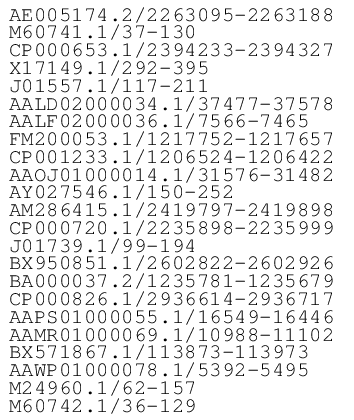 AE005174.2/2263095-2263188
M60741.1/37-130
CP000653.1/2394233-2394327
X17149.1/292-395
J01557.1/117-211
AALD02000034.1/37477-37578
AALF02000036.1/7566-7465
FM200053.1/1217752-1217657
CP001233.1/1206524-1206422
AAOJ01000014.1/31576-31482
AY027546.1/150-252
AM286415.1/2419797-2419898
CP000720.1/2235898-2235999
J01739.1/99-194
BX950851.1/2602822-2602926
BA000037.2/1235781-1235679
CP000826.1/2936614-2936717
AAPS01000055.1/16549-16446
AAMR01000069.1/10988-11102
BX571867.1/113873-113973
AAWP01000078.1/5392-5495
M24960.1/62-157
M60742.1/36-129